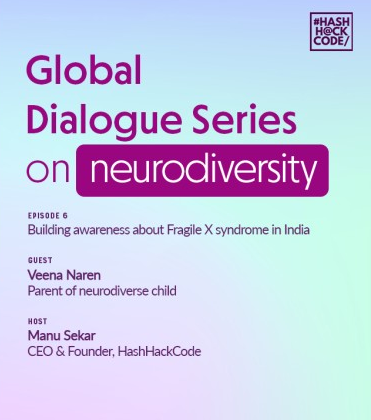 #HASH
H@CK
CODE/
Global
Dialogue Series
on neurodiversity
EPISODE 6
Building awareness about Fragile X syndrome in India
GUEST
Veena Naren
Parent of neurodiverse child
HOST
Manu Sekar
CEO & Founder, HashHackCode